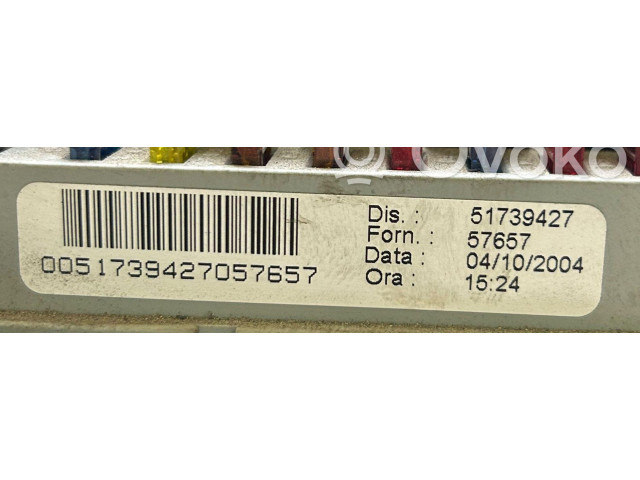 Ovoko
Dis. : 51739427
Forn. : 57657
Data : 04/10/2004
Ora : 15:24
0051739427057657